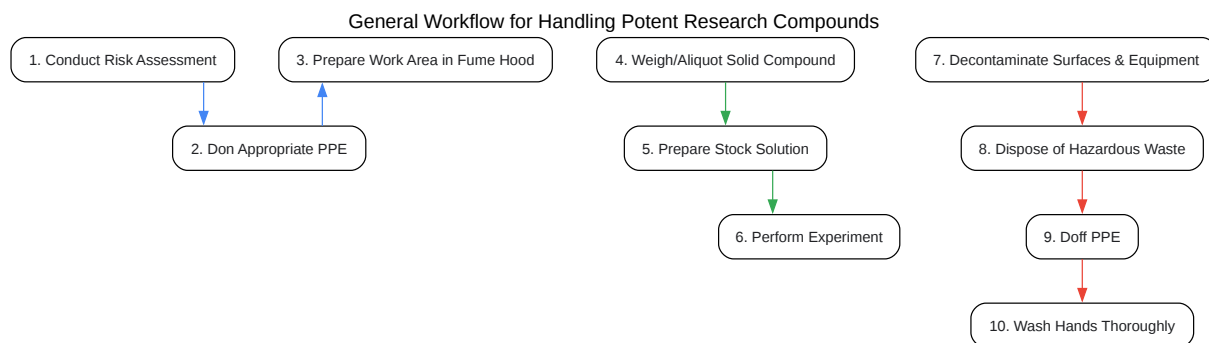 General Workflow for Handling Potent Research Compounds
1. Conduct Risk Assessment
2. Don Appropriate PPE
3. Prepare Work Area in Fume Hood
4. Weigh/Aliquot Solid Compound
5. Prepare Stock Solution
6. Perform Experiment
7. Decontaminate Surfaces & Equipment
8. Dispose of Hazardous Waste
9. Doff PPE
10. Wash Hands Thoroughly